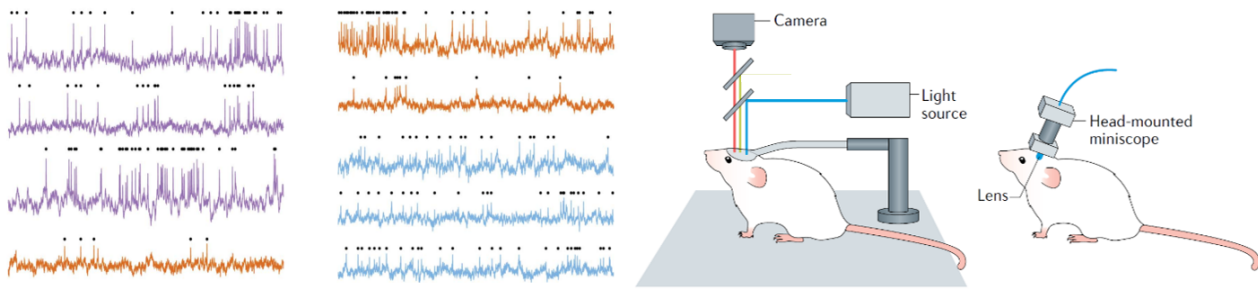 Camera
Light
source
Head-mounted
miniscope
Lens